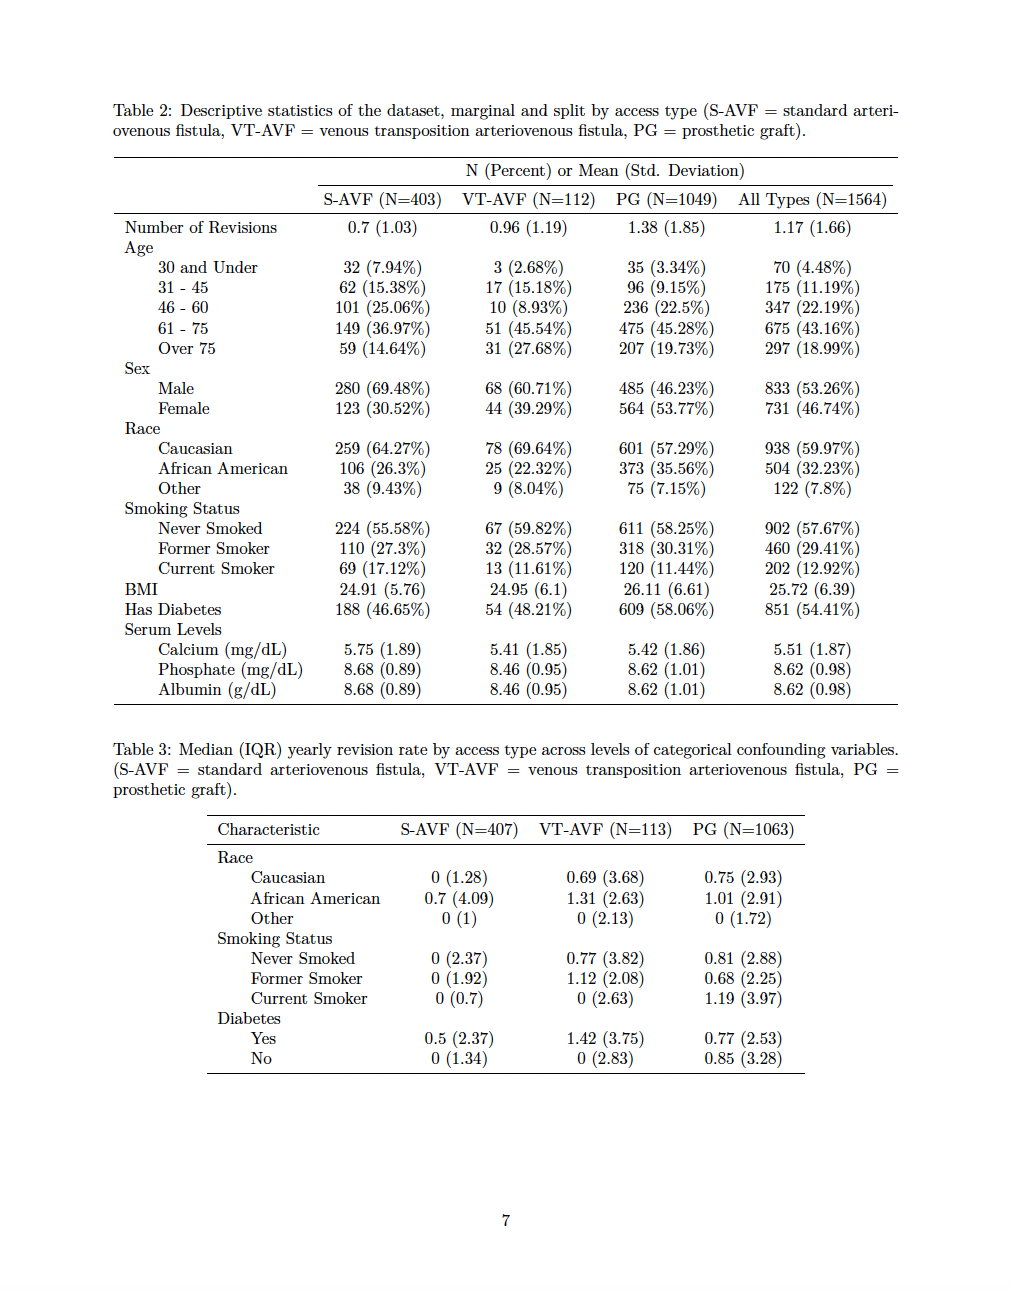 Table 2: Descriptive statistics of the dataset, marginal and split by access type (S-AVF = standard arteri-
ovenous fistula, VT-AVF = venous transposition arteriovenous fistula, PG = prosthetic graft).
N (Percent) or Mean (Std. Deviation)
S-AVF (N=403) VT-AVF (N=112) PG (N=1049) All Types (N=1564)
Number of Revisions 0.7 (1.03) 0.96 (1.19) 1.38 (1.85) 1.17 (1.66)
Age
30 and Under 32 (7.94%) 3 (2.68%) 35 (3.34%) 70 (4.48%)
31 - 45 62 (15.38%) 17 (15.18%) 96 (9.15%) 175 (11.19%)
46 - 60 101 (25.06%) 10 (8.93%) 236 (22.5%) 347 (22.19%)
61 - 75 149 (36.97%) 51 (45.54%) 475 (45.28%) 675 (43.16%)
Over 75 59 (14.64%) 31 (27.68%) 207 (19.73%) 297 (18.99%)
Sex
Male 280 (69.48%) 68 (60.71%) 485 (46.23%) 833 (53.26%)
Female 123 (30.52%) 44 (39.29%) 564 (53.77%) 731 (46.74%)
Race
Caucasian 259 (64.27%) 78 (69.64%) 601 (57.29%) 938 (59.97%)
African American 106 (26.3%) 25 (22.32%) 373 (35.56%) 504 (32.23%)
Other 38 (9.43%) 9 (8.04%) 75 (7.15%) 122 (7.8%)
Smoking Status
Never Smoked 224 (55.58%) 67 (59.82%) 611 (58.25%) 902 (57.67%)
Former Smoker 110 (27.3%) 32 (28.57%) 318 (30.31%) 460 (29.41%)
Current Smoker 69 (17.12%) 13 (11.61%) 120 (11.44%) 202 (12.92%)
BMI 24.91 (5.76) 24.95 (6.1) 26.11 (6.61) 25.72 (6.39)
Has Diabetes 188 (46.65%) 54 (48.21%) 609 (58.06%) 851 (54.41%)
Serum Levels
Calcium (mg/dL) 5.75 (1.89) 5.41 (1.85) 5.42 (1.86) 5.51 (1.87)
Phosphate (mg/dL) 8.68 (0.89) 8.46 (0.95) 8.62 (1.01) 8.62 (0.98)
Albumin (g/dL) 8.68 (0.89) 8.46 (0.95) 8.62 (1.01) 8.62 (0.98)
Table 3: Median (IQR) yearly revision rate by access type across levels of categorical confounding variables.
(S-AVF = standard arteriovenous fistula, VT-AVF = venous transposition arteriovenous fistula, PG =
prosthetic graft).
Characteristic S-AVF (N=407) VT-AVF (N=113) PG (N=1063)
Race
Caucasian 0 (1.28) 0.69 (3.68) 0.75 (2.93)
African American 0.7 (4.09) 1.31 (2.63) 1.01 (2.91)
Other 0 (1) 0 (2.13) 0 (1.72)
Smoking Status
Never Smoked 0 (2.37) 0.77 (3.82) 0.81 (2.88)
Former Smoker 0 (1.92) 1.12 (2.08) 0.68 (2.25)
Current Smoker 0 (0.7) 0 (2.63) 1.19 (3.97)
Diabetes
Yes 0.5 (2.37) 1.42 (3.75) 0.77 (2.53)
No 0 (1.34) 0 (2.83) 0.85 (3.28)
7